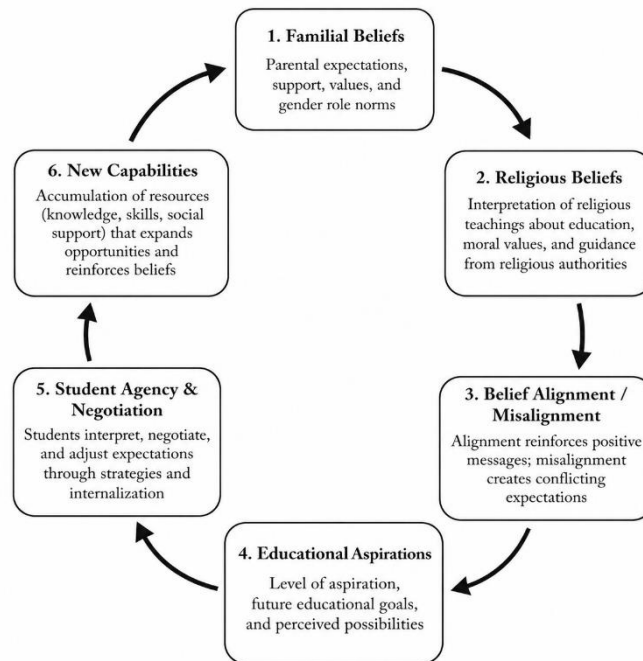 1. Familial Beliefs
Parental expectations,
support, values, and
gender role norms
2. Religious Beliefs
Interpretation of religious
teachings about education,
moral values, and guidance
from religious authorities
3. Belief Alignment /
Misalignment
Alignment reinforces positive
messages; misalignment
creates conflicting
expectations
4. Educational Aspirations
Level of aspiration,
future educational goals,
and perceived possibilities
5. Student Agency &
Negotiation
Students interpret, negotiate,
and adjust expectations
through strategies and
internalization
6. New Capabilities
Accumulation of resources
(knowledge, skills, social
support) that expands
opportunities and
reinforces beliefs